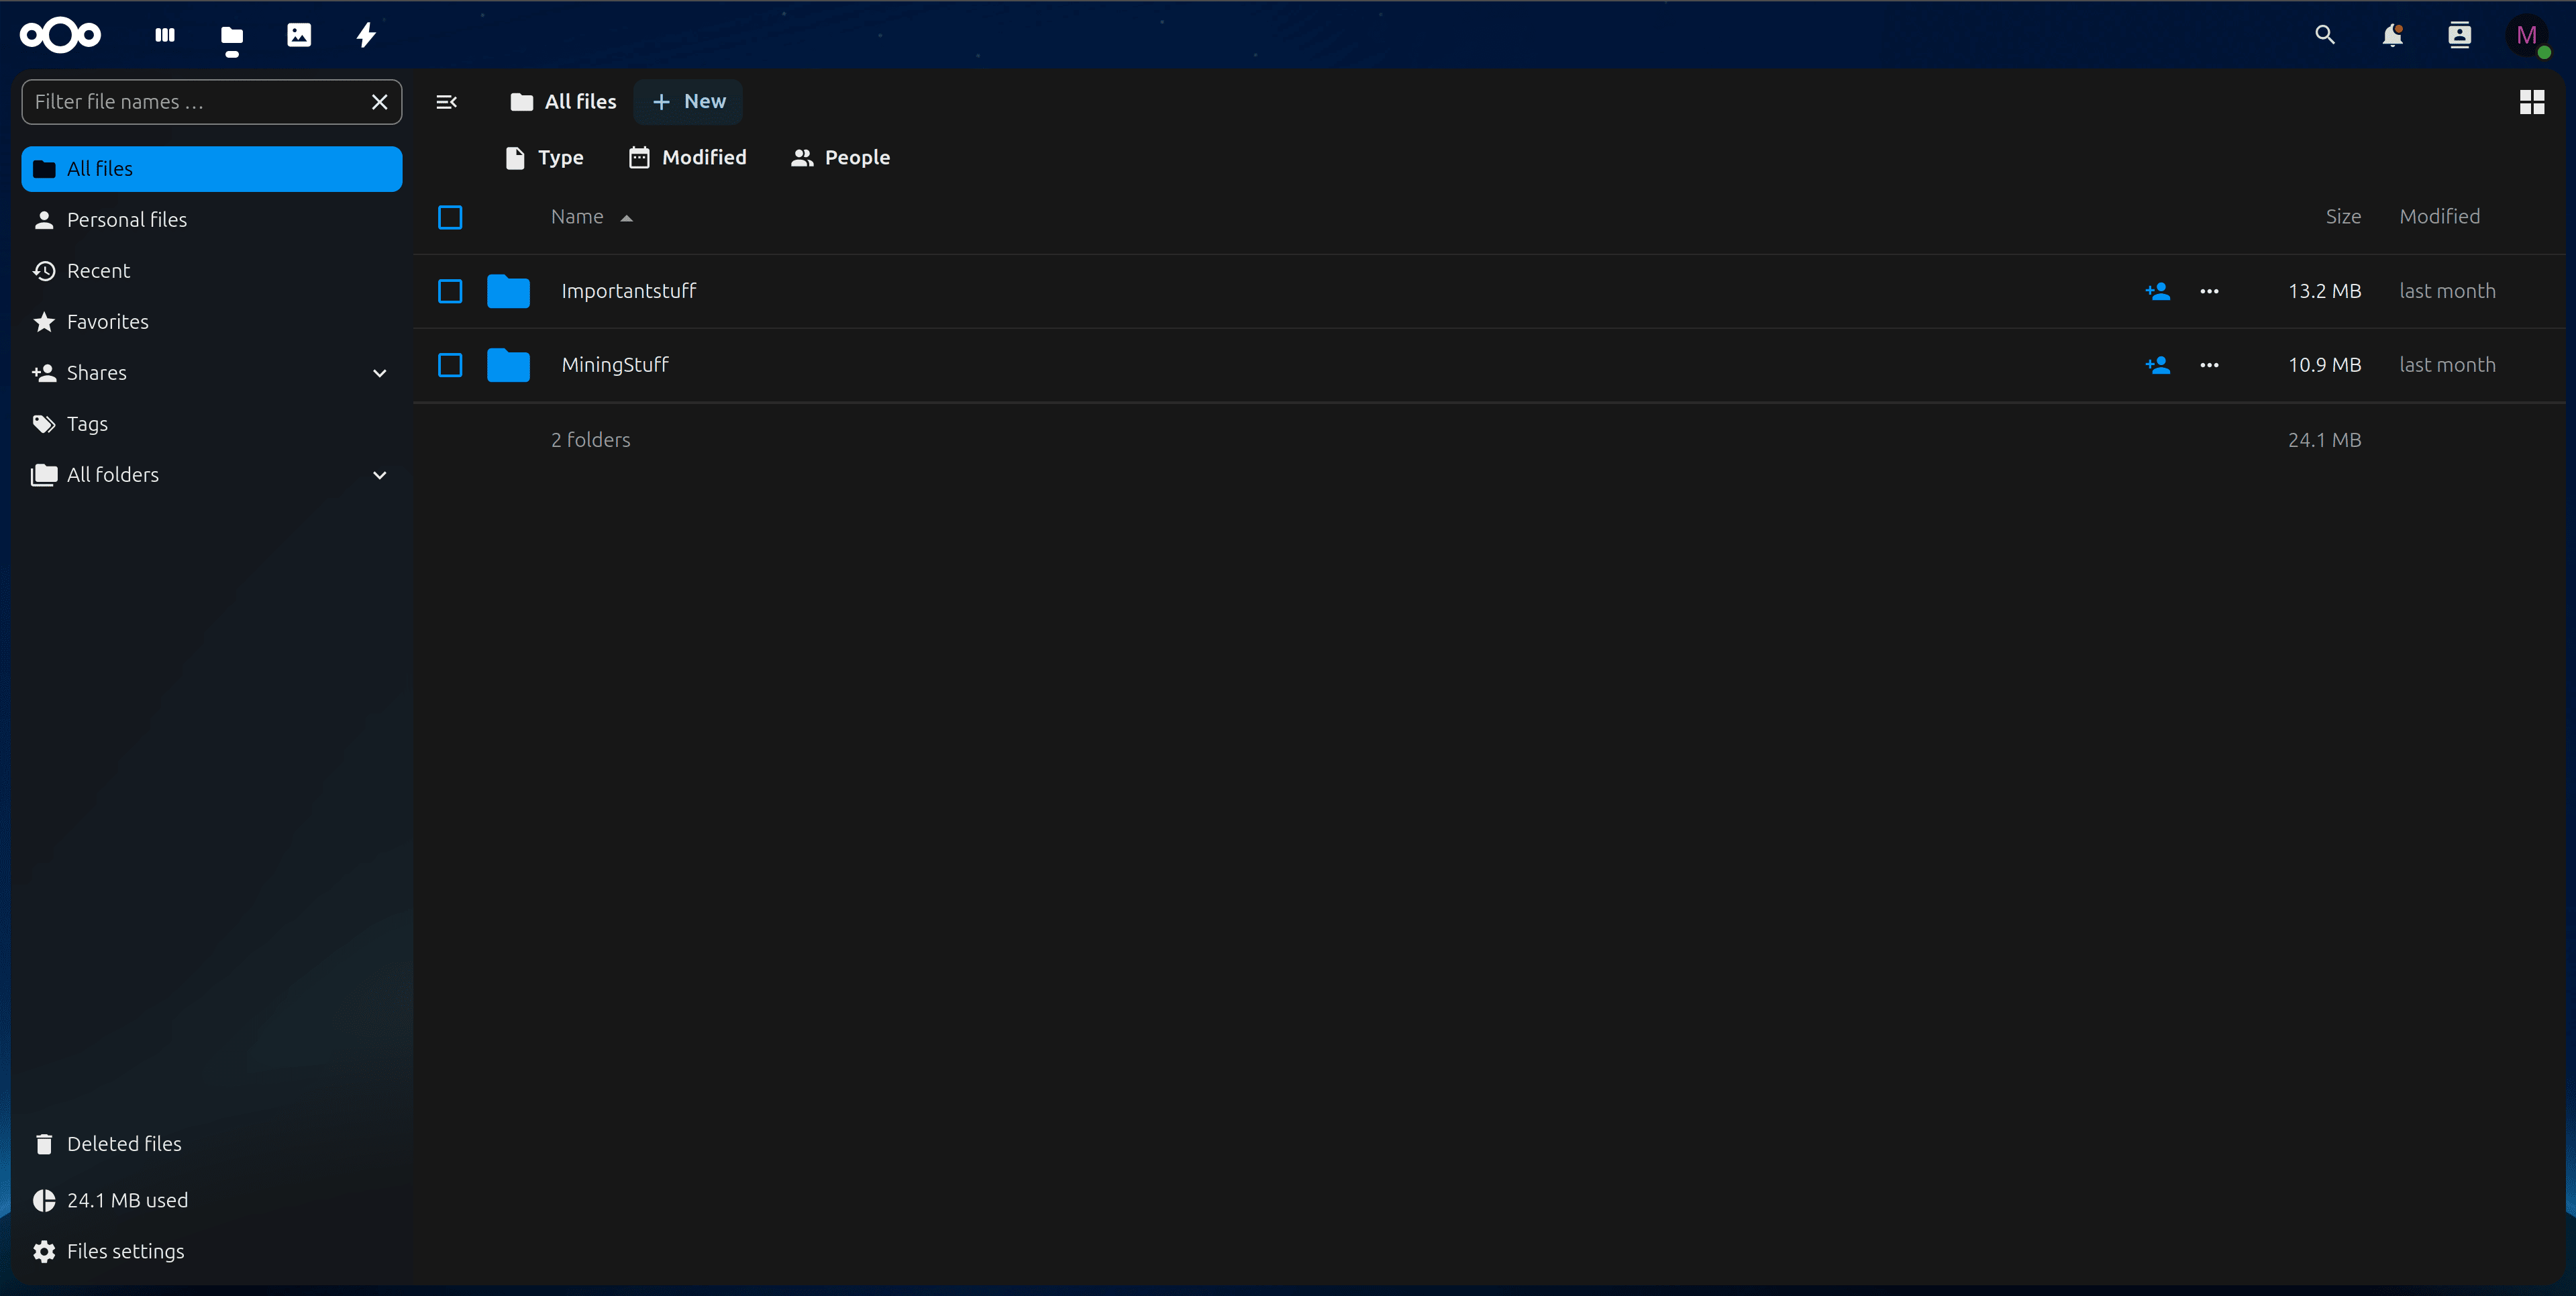 M
Filter file names …
All files
New
All files
Type
Modified
People
Personal files
Name
Size
Modified
Recent
Importantstuff
13.2 MB
last month
Favorites
Shares
MiningStuff
10.9 MB
last month
Tags
2 folders
24.1 MB
All folders
Deleted files
24.1 MB used
Files settings